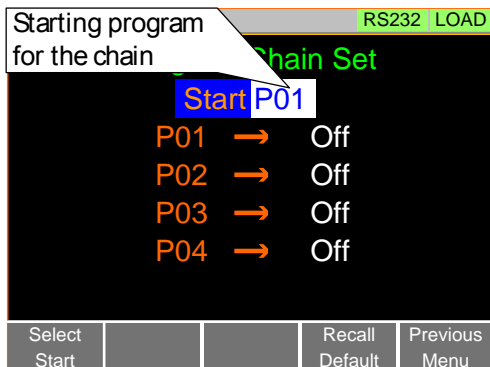 Starting program
for the chain
RS232 LOAD
Chain Set
Start P01
P01 → Off
P02 → Off
P03 → Off
P04 → Off
Select Start
Recall Default
Previous Menu